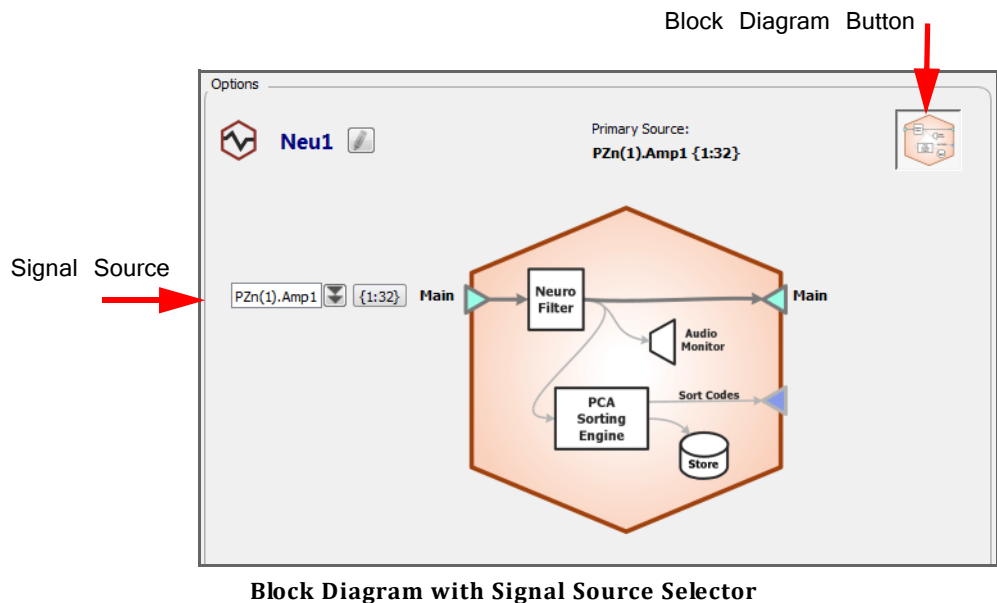 Block Diagram Button
Options
Neu1
Primary Source:
PZn(1).Amp1 {1:32}
Signal Source
PZn(1).Amp1
{1:32}
Main
Neuro
Filter
Main
Audio
Monitor
PCA
Sorting
Engine
Sort Codes
Store
Block Diagram with Signal Source Selector